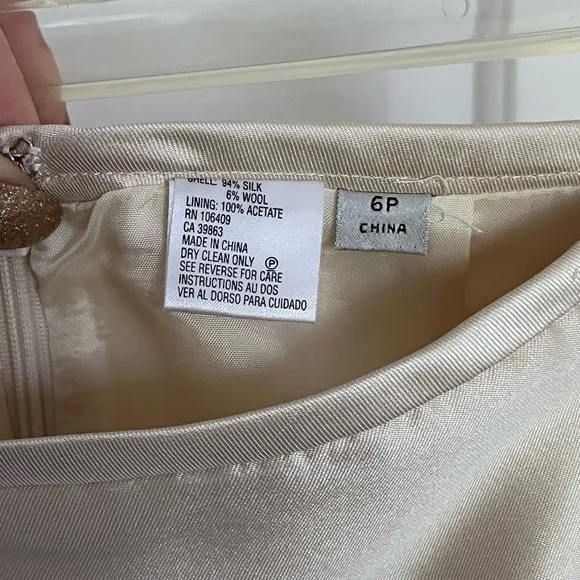 SHELL: 94% SILK
6% WOOL
LINING: 100% ACETATE
RN 106409
CA 39863
MADE IN CHINA
DRY CLEAN ONLY Ⓟ
SEE REVERSE FOR CARE
INSTRUCTIONS AU DOS
VER AL DORSO PARA CUIDADO
6P
CHINA